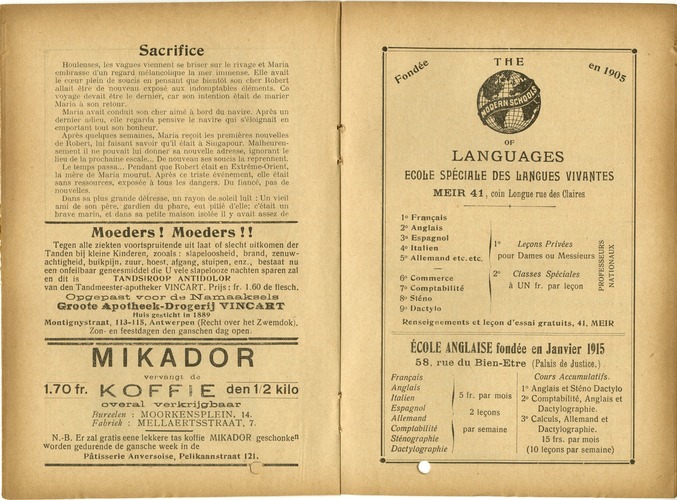 Sacrifice
Houleuses, les vagues viennent se briser sur le rivage et Maria
embrasse d'un regard mélancolique la mer immense. Elle avait
le cœur plein de soucis en pensant que bientôt son cher Robert
allait être de nouveau exposé aux indomptables éléments. Ce
voyage devait être le dernier, car son intention était de marier
Maria à son retour.
Maria avait conduit son cher aimé à bord du navire. Après un
dernier adieu, elle regarda pensive le navire qui s'éloignait en
emportant tout son bonheur.
Après quelques semaines, Maria reçoit les premières nouvelles
de Robert, lui faisant savoir qu'il était à Singapour. Malheureu-
sement il ne pouvait lui donner sa nouvelle adresse, ignorant le
lieu de la prochaine escale... De nouveau ses soucis la reprennent.
Le temps passa... Pendant que Robert était en Extrême-Orient,
la mère de Maria mourut. Après ce triste événement, elle était
sans ressources, exposée à tous les dangers. Du fiancé, pas de
nouvelles.
Dans sa plus grande détresse, un rayon de soleil luit : Un vieil
ami de son père, gardien du phare, eut pitié d'elle; c'était un
brave marin, et dans sa petite maison isolée il y avait assez de
Moeders ! Moeders !!
Tegen alle ziekten voortspruitende uit laat of slecht uitkomen der
Tanden bij kleine Kinderen, zooals : slapeloosheid, brand, zenuw-
achtigheid, buikpijn, zuur, hoest, afgang, stuipen, enz., bestaat nu
een onfeilbaar geneesmiddel die U vele slapelooze nachten sparen zal
en dit is TANDSIROOP ANTIDOLOR
van den Tandmeester-apotheker VINCART. Prijs : fr. 1.60 de flesch.
Opgepast voor de Namaaksels
Groote Apotheek-Drogerij VINCART
Huis gesticht in 1889
Montignystraat, 113-115, Antwerpen (Recht over het Zwemdok).
Zon- en feestdagen den ganschen dag open.
MIKADOR
vervangt de
1.70 fr. KOFFIE den 1/2 kilo
overal verkrijgbaar
Bureelen : MOORKENSPLEIN, 14.
Fabriek : MELLAERTSSTRAAT, 7.
N.-B. Er zal gratis eene lekkere tas koffie MIKADOR geschonken
worden gedurende de gansche week in de
Pâtisserie Anversoise, Pelikaanstraat 121.
Fondée THE en 1905
MODERN SCHOOLS
OF
LANGUAGES
ECOLE SPÉCIALE DES LANGUES VIVANTES
MEIR 41, coin Longue rue des Claires
1º Français
2º Anglais
3º Espagnol
4º Italien
5º Allemand etc. etc.
—
6º Commerce
7º Comptabilité
8º Sténo
9º Dactylo
1º Leçons Privées
pour Dames ou Messieurs
2º Classes Spéciales
à UN fr. par leçon
PROFESSEURS
NATIONAUX
Renseignements et leçon d'essai gratuits, 41, MEIR
ÉCOLE ANGLAISE fondée en Janvier 1915
58, rue du Bien-Etre (Palais de Justice.)
Français
Anglais
Italien
Espagnol
Allemand
Comptabilité
Sténographie
Dactylographie
5 fr. par mois
2 leçons
par semaine
Cours Accumulatifs.
1º Anglais et Sténo Dactylo
2º Comptabilité, Anglais et
Dactylographie.
3º Calculs, Allemand et
Dactylographie.
15 frs. par mois
(10 leçons par semaine)